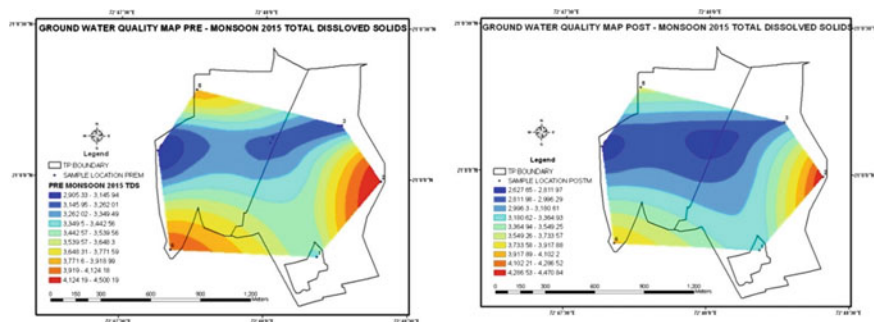 GROUND WATER QUALITY MAP PRE - MONSOON 2015 TOTAL DISSLOVED SOLIDS
Legend
TP BOUNDARY
SAMPLE LOCATION PREM
PRE MONSOON 2015 TDS
2,905.33 - 3,145.94
3,145.95 - 3,262.01
3,262.02 - 3,349.49
3,349.5 - 3,442.56
3,442.57 - 3,539.56
3,539.57 - 3,648.3
3,648.31 - 3,771.59
3,771.6 - 3,918.99
3,919 - 4,124.18
4,124.19 - 4,500.19
0 150 300 600 900 1,200
Meters
GROUND WATER QUALITY MAP POST - MONSOON 2015 TOTAL DISSLOVED SOLIDS
Legend
TP BOUNDARY
SAMPLE LOCATION POSTM
2,627.65 - 2,811.97
2,811.98 - 2,996.29
2,996.3 - 3,180.61
3,180.62 - 3,364.93
3,364.94 - 3,549.25
3,549.26 - 3,733.57
3,733.58 - 3,917.88
3,917.89 - 4,102.2
4,102.21 - 4,286.52
4,286.53 - 4,470.84
0 150 300 600 900 1,200
Meters